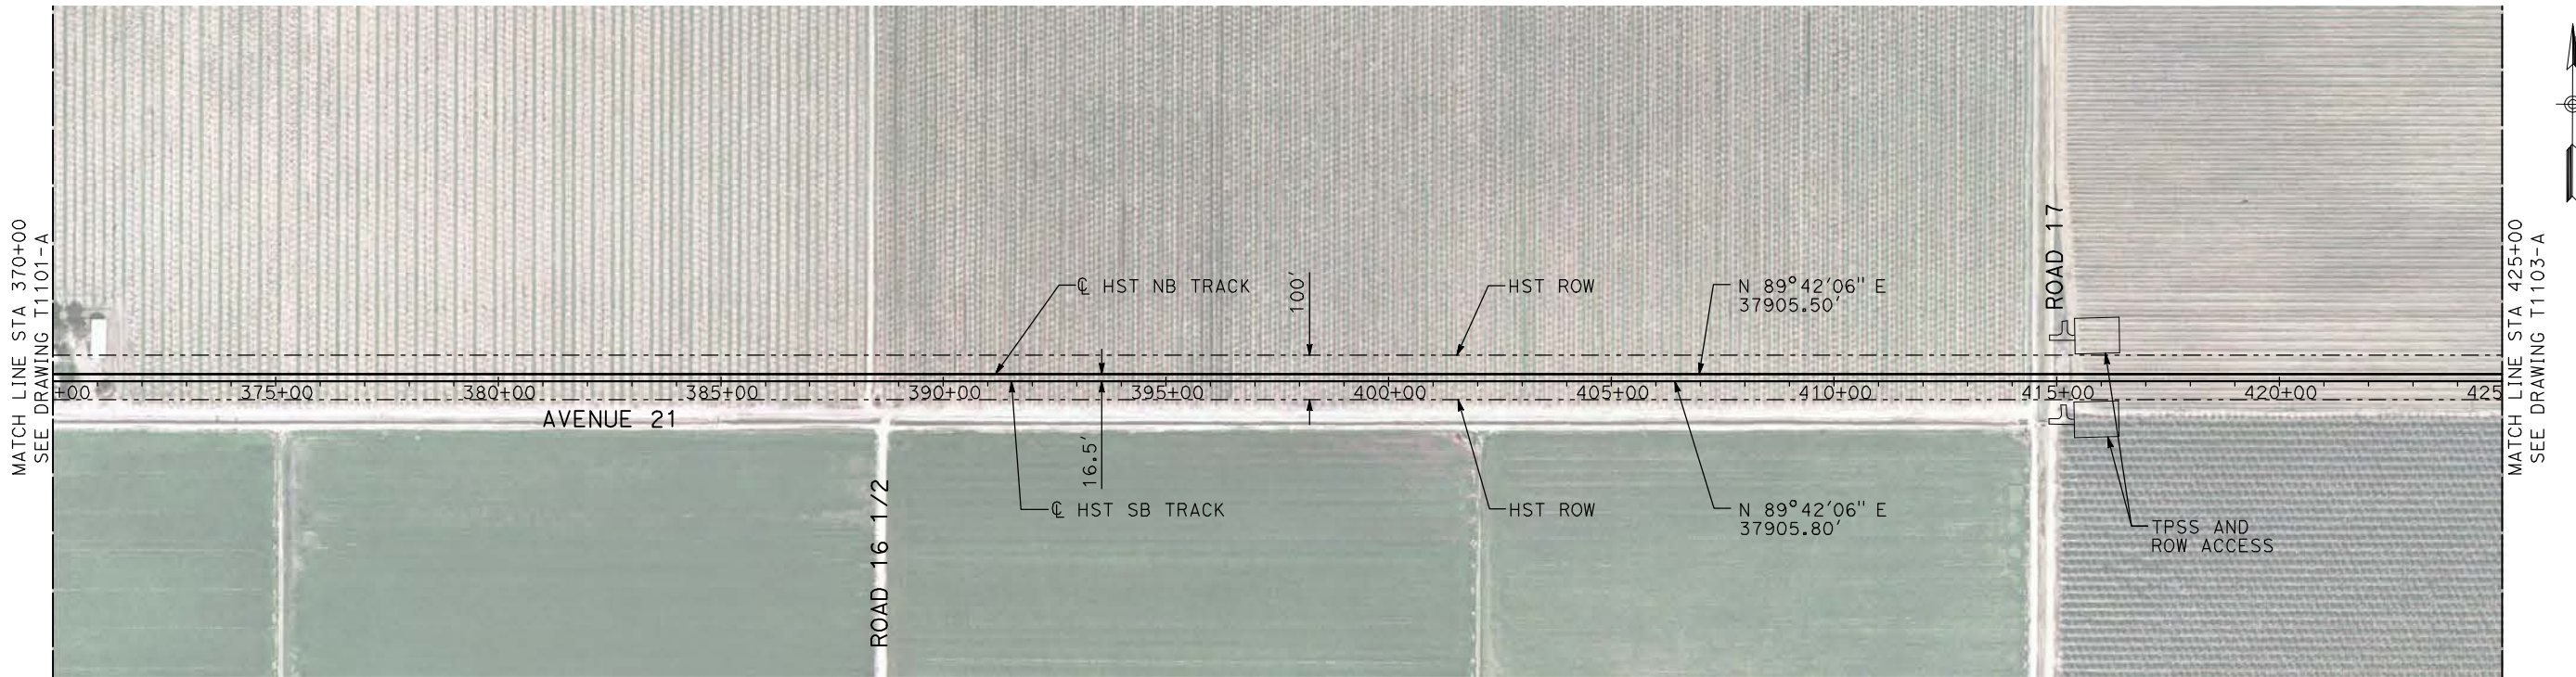 MATCH LINE STA 370+00
SEE DRAWING T1101-A
℄ HST NB TRACK
100'
HST ROW
N 89°42'06" E
37905.50'
ROAD 17
MATCH LINE STA 425+00
SEE DRAWING T1103-A
+00
375+00
380+00
385+00
390+00
395+00
400+00
405+00
410+00
415+00
420+00
425
AVENUE 21
16.5'
ROAD 16 1/2
℄ HST SB TRACK
HST ROW
N 89°42'06" E
37905.80'
TPSS AND
ROW ACCESS